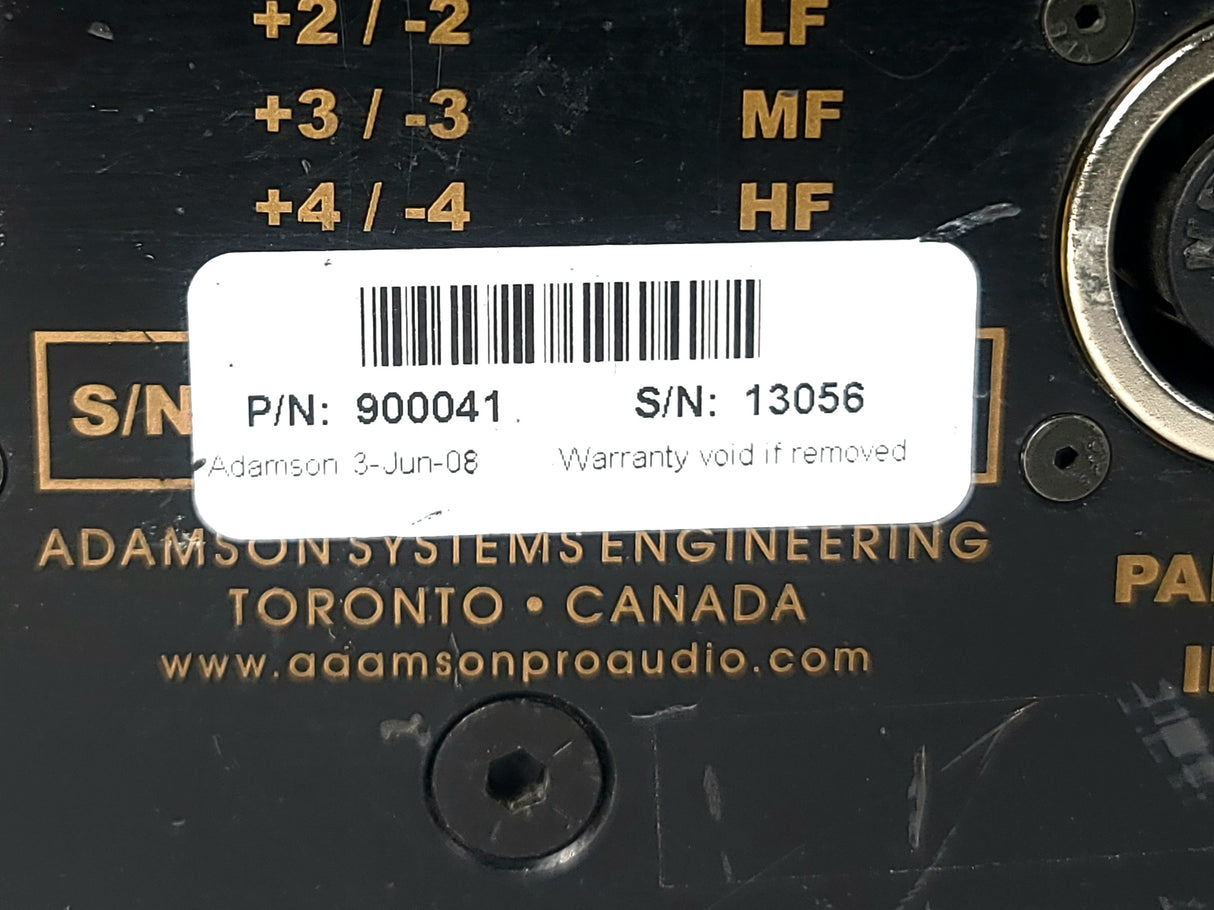 +2 / -2 LF
+3 / -3 MF
+4 / -4 HF
P/N: 900041 S/N: 13056
S/N
Adamson 3-Jun-08 Warranty void if removed
ADAMSON SYSTEMS ENGINEERING
TORONTO • CANADA
www.adamsonproaudio.com